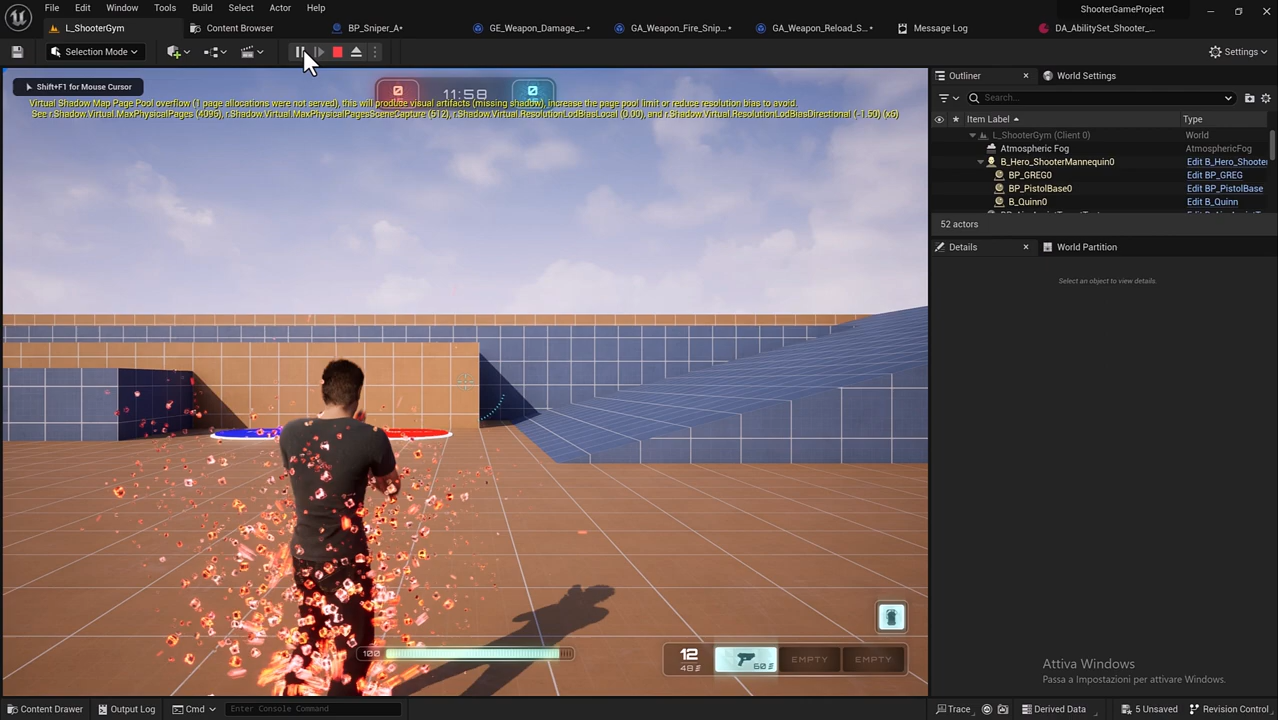 File Edit Window Tools Build Select Actor Help
ShooterGameProject
L_ShooterGym
Content Browser
BP_Sniper_A•
GE_Weapon_Damage_...•
GA_Weapon_Fire_Snip...•
GA_Weapon_Reload_S...•
Message Log
DA_AbilitySet_Shooter_...
Selection Mode
Settings
Shift+F1 for Mouse Cursor
0
11:58
0
Virtual Shadow Map Page Pool overflow (1 page allocations were not served), this will produce visual artifacts (missing shadow), increase the page pool limit or reduce resolution bias to avoid.
See r.Shadow.Virtual.MaxPhysicalPages (4096), r.Shadow.Virtual.MaxPhysicalPagesSceneCapture (512), r.Shadow.Virtual.ResolutionLodBiasLocal (0.00), and r.Shadow.Virtual.ResolutionLodBiasDirectional (-1.50) (x6)
Outliner
World Settings
Search...
Item Label
Type
L_ShooterGym (Client 0)
World
Atmospheric Fog
AtmosphericFog
B_Hero_ShooterMannequin0
Edit B_Hero_Shooter
BP_GREG0
Edit BP_GREG
BP_PistolBase0
Edit BP_PistolBase
B_Quinn0
Edit B_Quinn
52 actors
Details
World Partition
Select an object to view details.
100
12
48
60
EMPTY
EMPTY
Attiva Windows
Passa a Impostazioni per attivare Windows.
Content Drawer
Output Log
Cmd
Enter Console Command
Trace
Derived Data
5 Unsaved
Revision Control